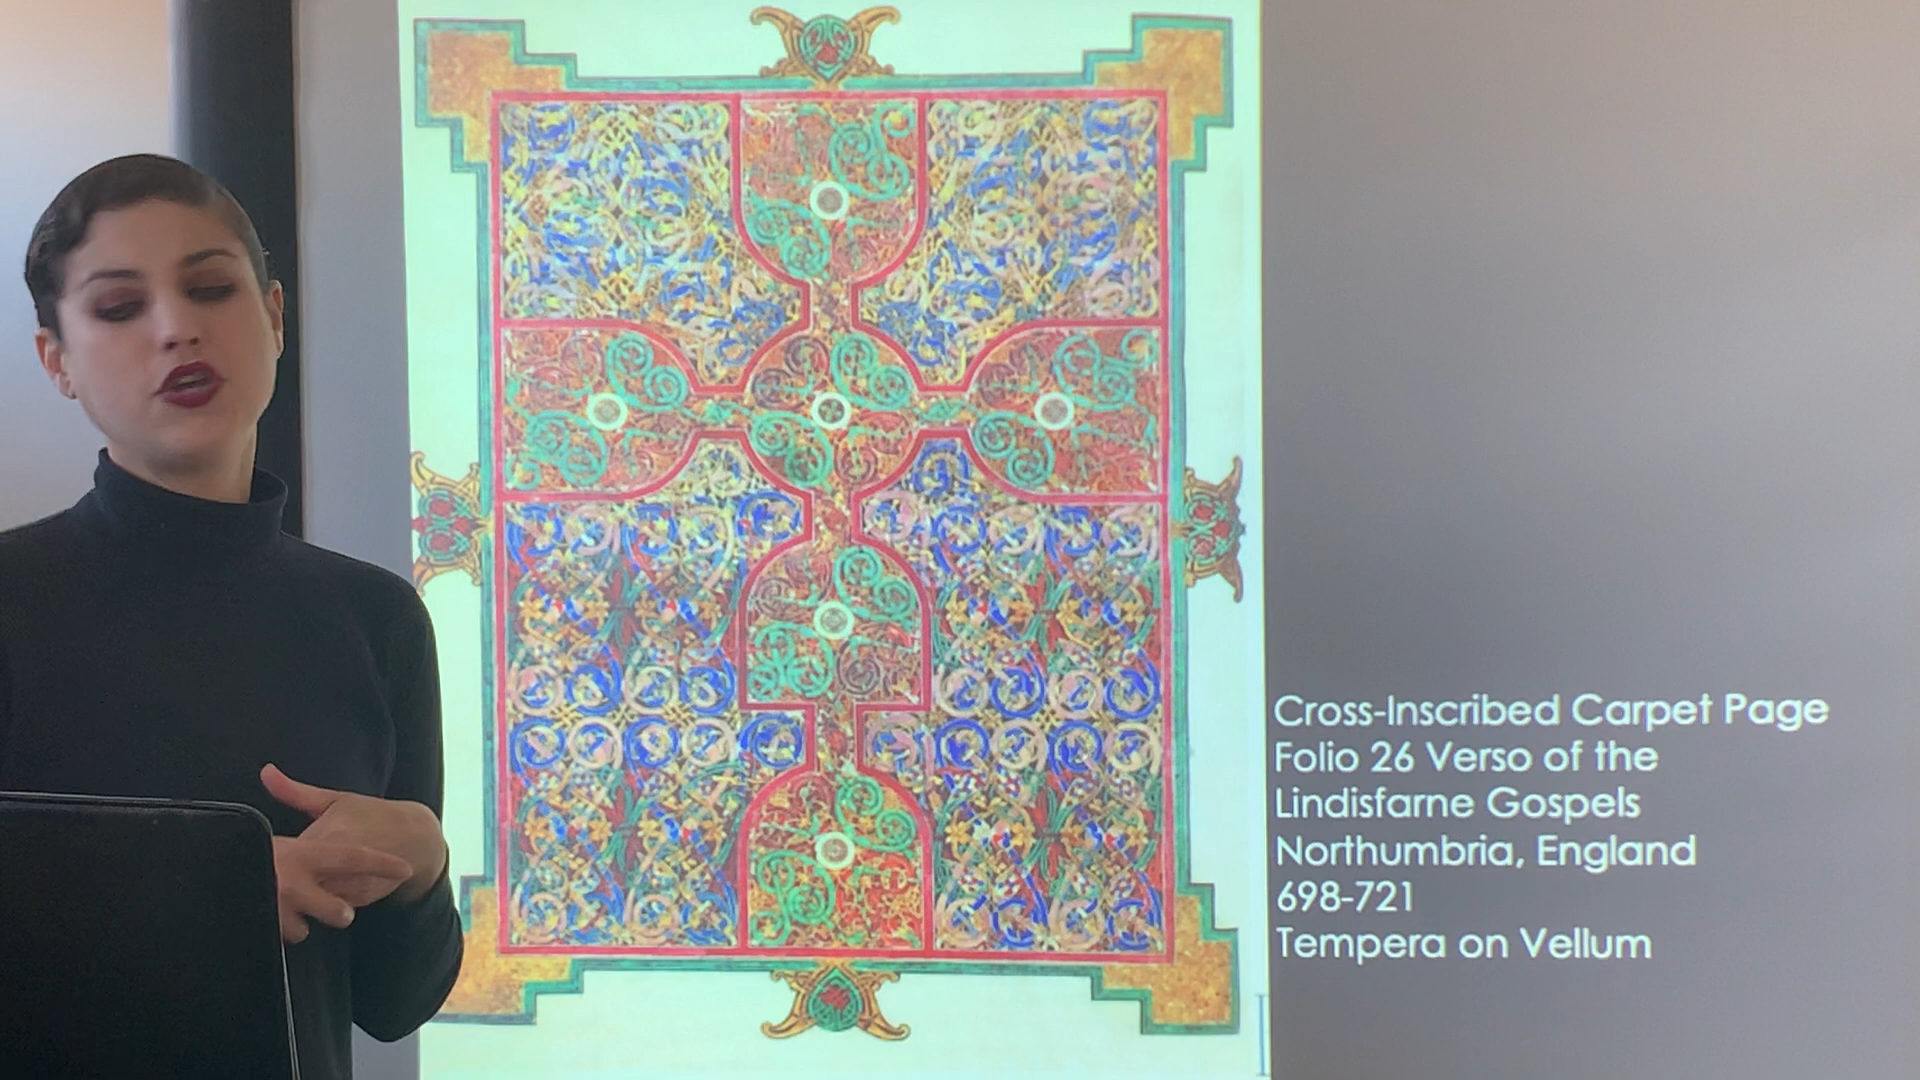 Cross-Inscribed Carpet Page
Folio 26 Verso of the
Lindisfarne Gospels
Northumbria, England
698-721
Tempera on Vellum